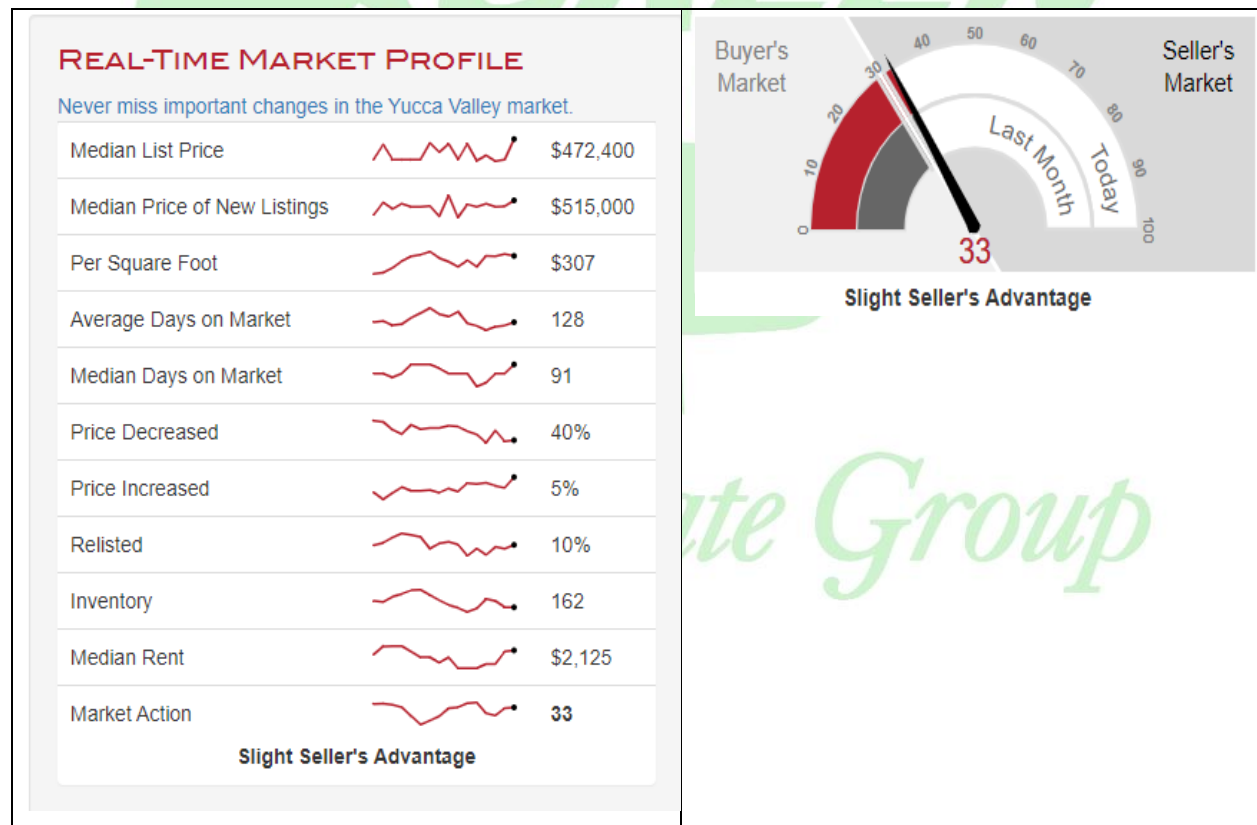 REAL-TIME MARKET PROFILE
Never miss important changes in the Yucca Valley market.
Median List Price $472,400
Median Price of New Listings $515,000
Per Square Foot $307
Average Days on Market 128
Median Days on Market 91
Price Decreased 40%
Price Increased 5%
Relisted 10%
Inventory 162
Median Rent $2,125
Market Action 33
Slight Seller's Advantage
Buyer's Market
Seller's Market
0 10 20 30 40 50 60 70 80 90 100
Last Month
Today
33
Slight Seller's Advantage
Group